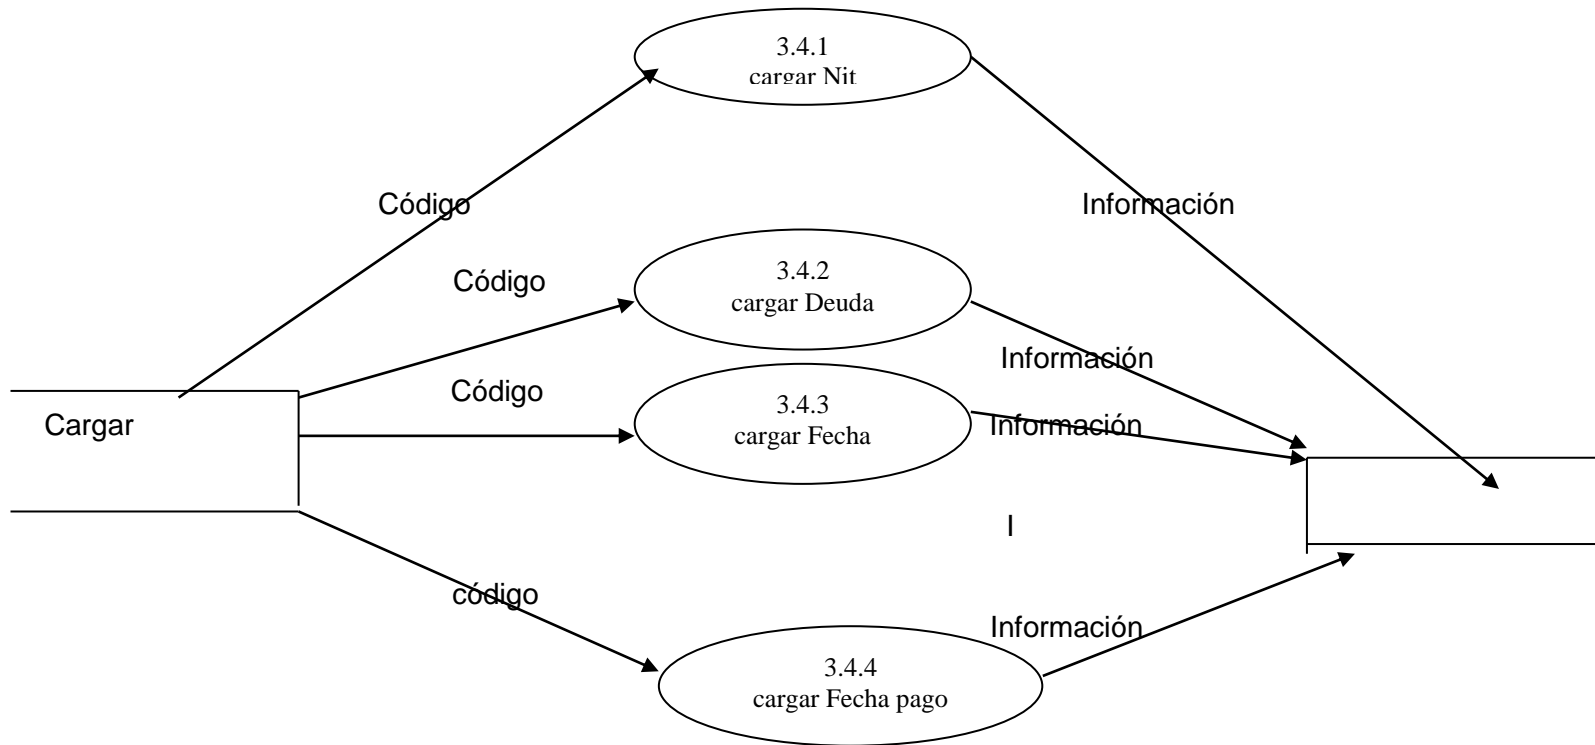 3.4.1
cargar Nit
Código
Información
3.4.2
cargar Deuda
Código
Información
3.4.3
cargar Fecha
Código
Información
Cargar
I
código
Información
3.4.4
cargar Fecha pago